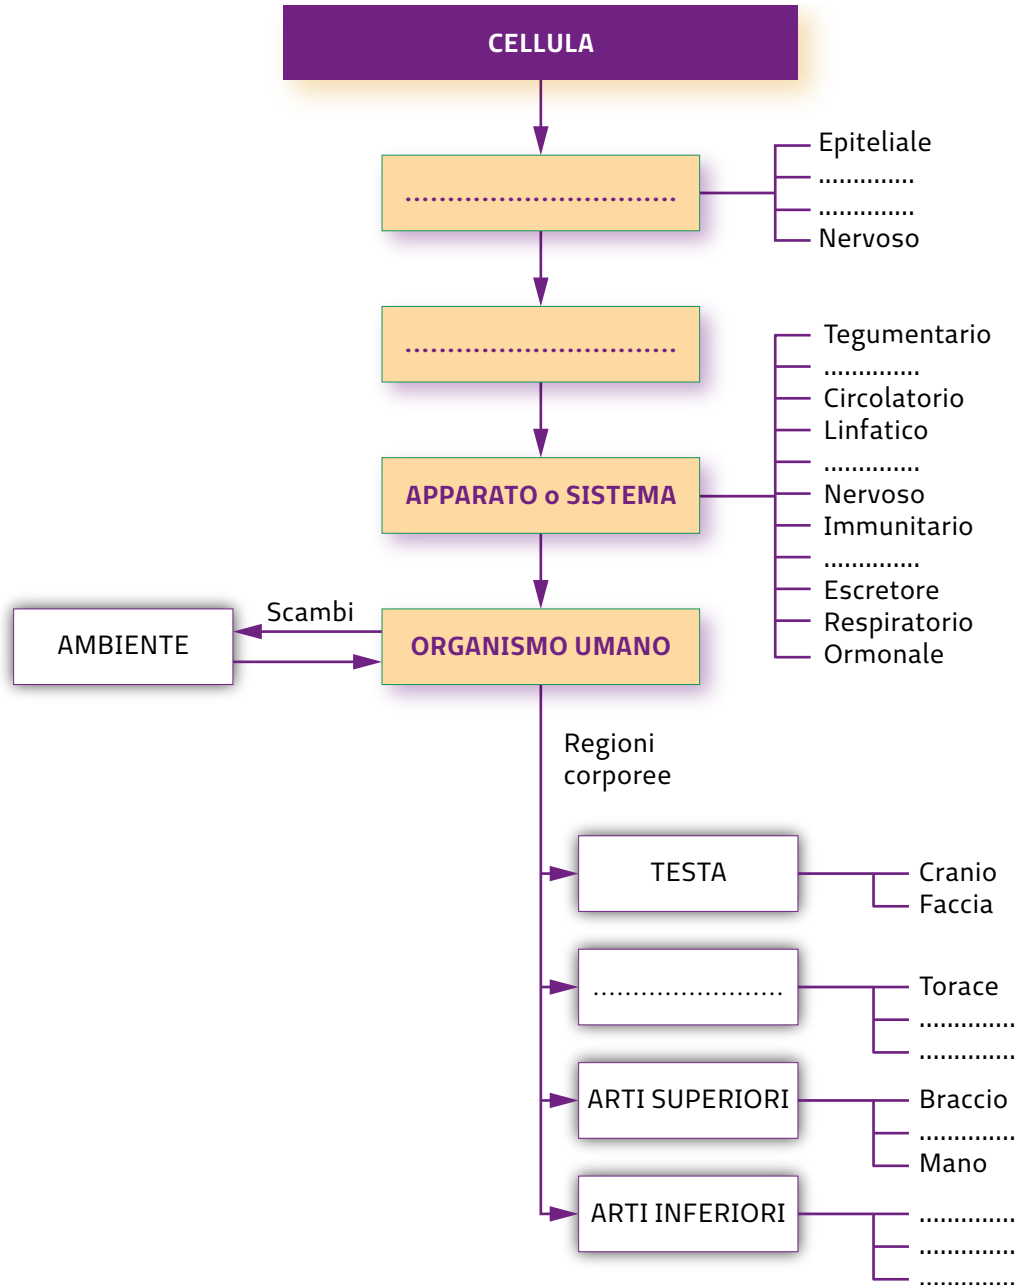 CELLULA
Epiteliale
..............
..............
Nervoso
................................
................................
Tegumentario
..............
Circolatorio
Linfatico
..............
Nervoso
Immunitario
..............
Escretore
Respiratorio
Ormonale
APPARATO o SISTEMA
Scambi
AMBIENTE
ORGANISMO UMANO
Regioni
corporee
TESTA
Cranio
Faccia
........................
Torace
..............
..............
ARTI SUPERIORI
Braccio
..............
Mano
ARTI INFERIORI
..............
..............
..............